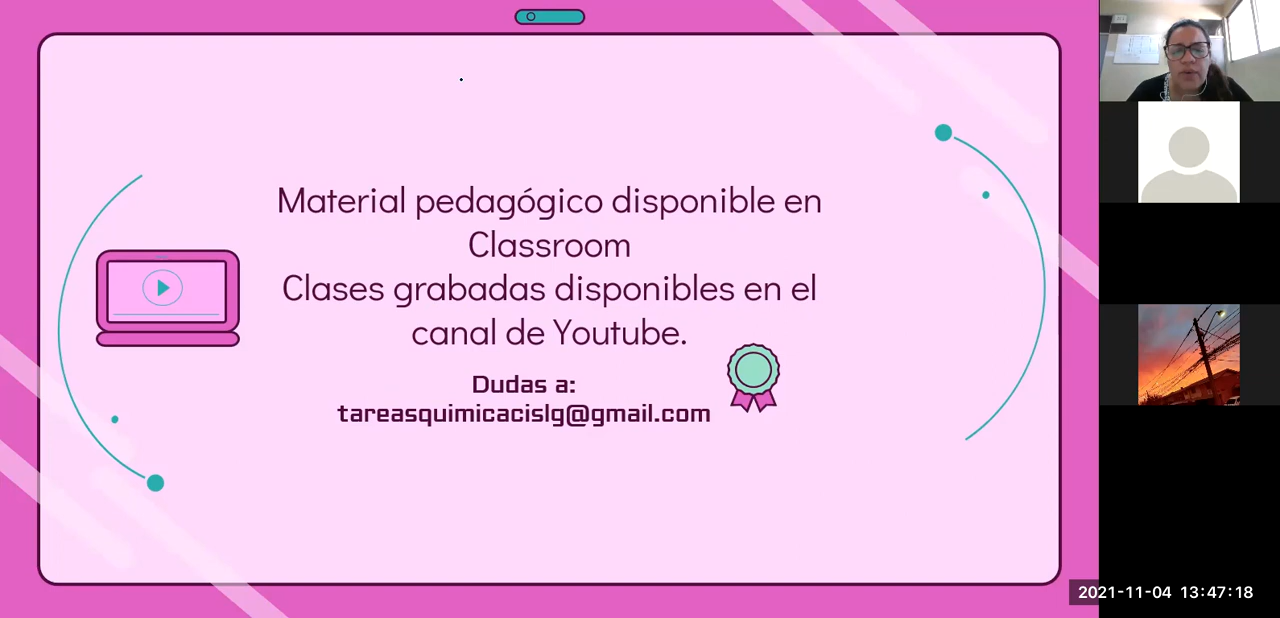 Material pedagógico disponible en
Classroom
Clases grabadas disponibles en el
canal de Youtube.
Dudas a:
tareasquimicacislg@gmail.com
2021-11-04 13:47:18